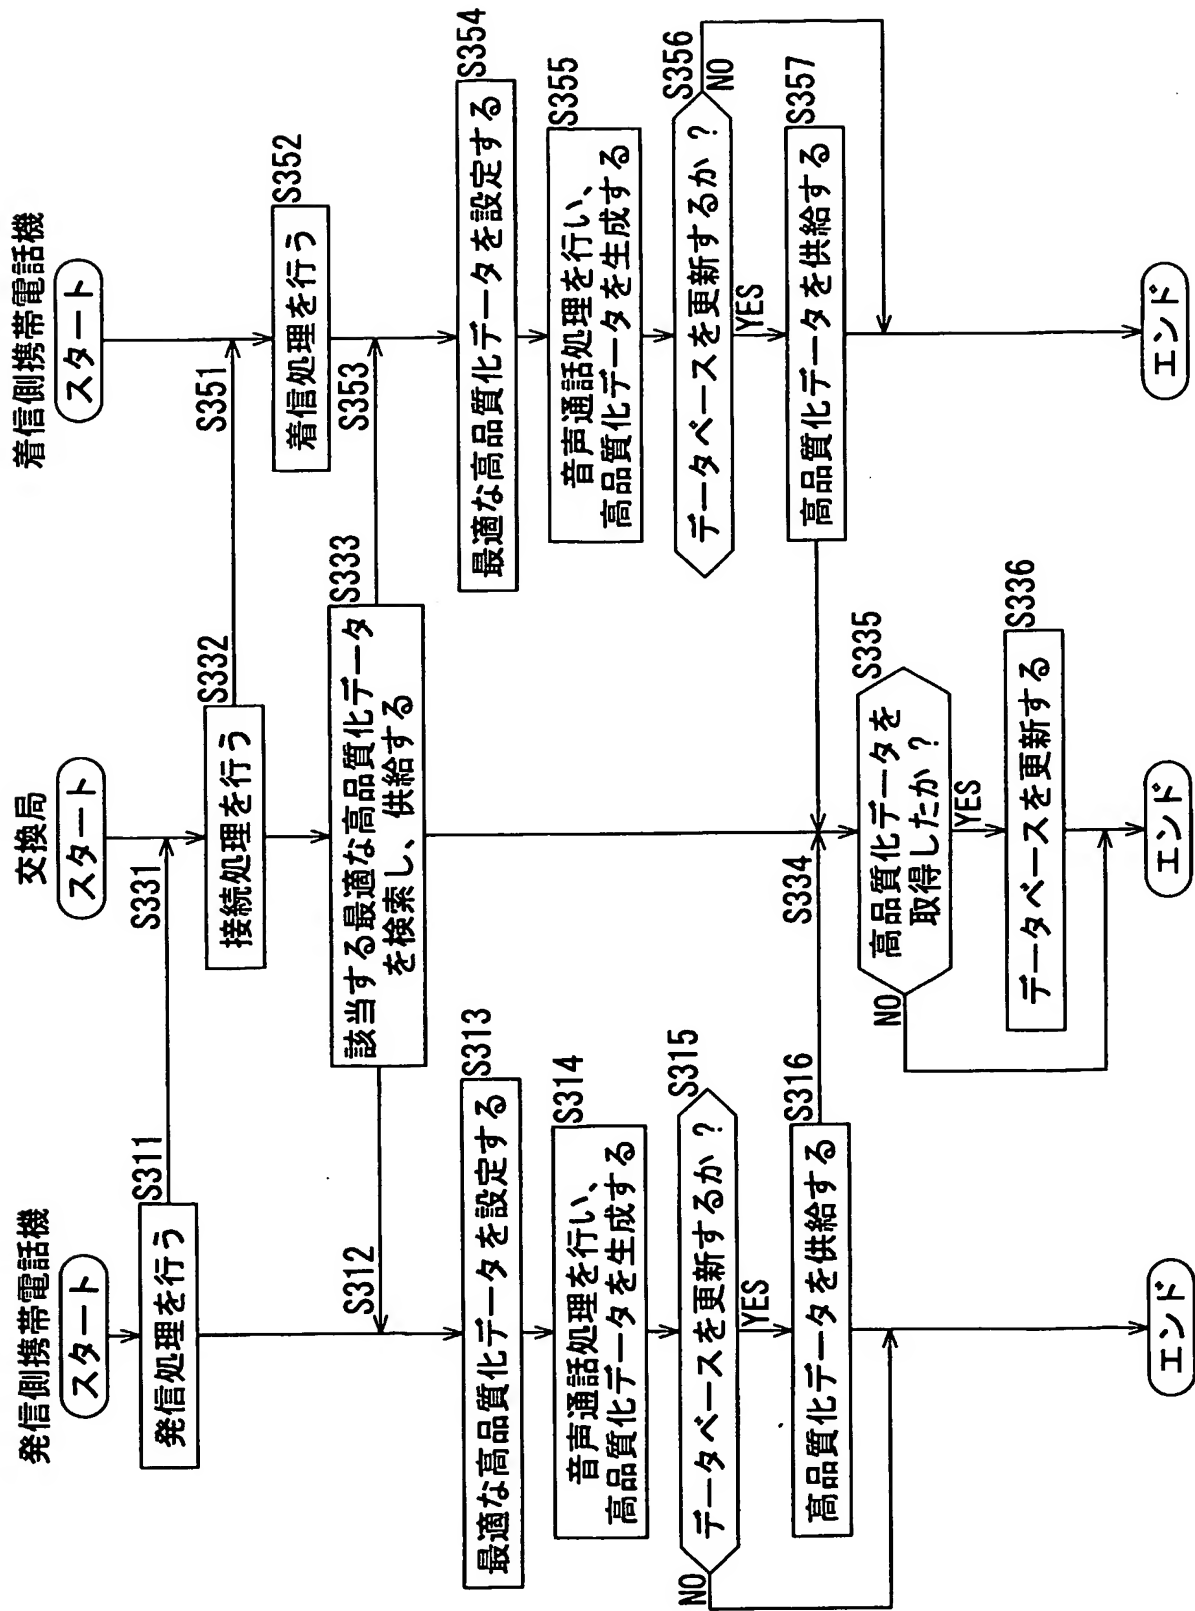 発信側携帯電話機
スタート
S311
発信処理を行う
S312
S313
最適な高品質化データを設定する
S314
音声通話処理を行い、
高品質化データを生成する
S315
データベースを更新するか？
NO
YES
S316
高品質化データを供給する
エンド
交換局
スタート
S331
S332
接続処理を行う
S333
該当する最適な高品質化データ
を検索し、供給する
S334
S335
高品質化データを
取得したか？
NO
YES
S336
データベースを更新する
エンド
着信側携帯電話機
スタート
S351
S352
着信処理を行う
S353
S354
最適な高品質化データを設定する
S355
音声通話処理を行い、
高品質化データを生成する
S356
データベースを更新するか？
NO
YES
S357
高品質化データを供給する
エンド